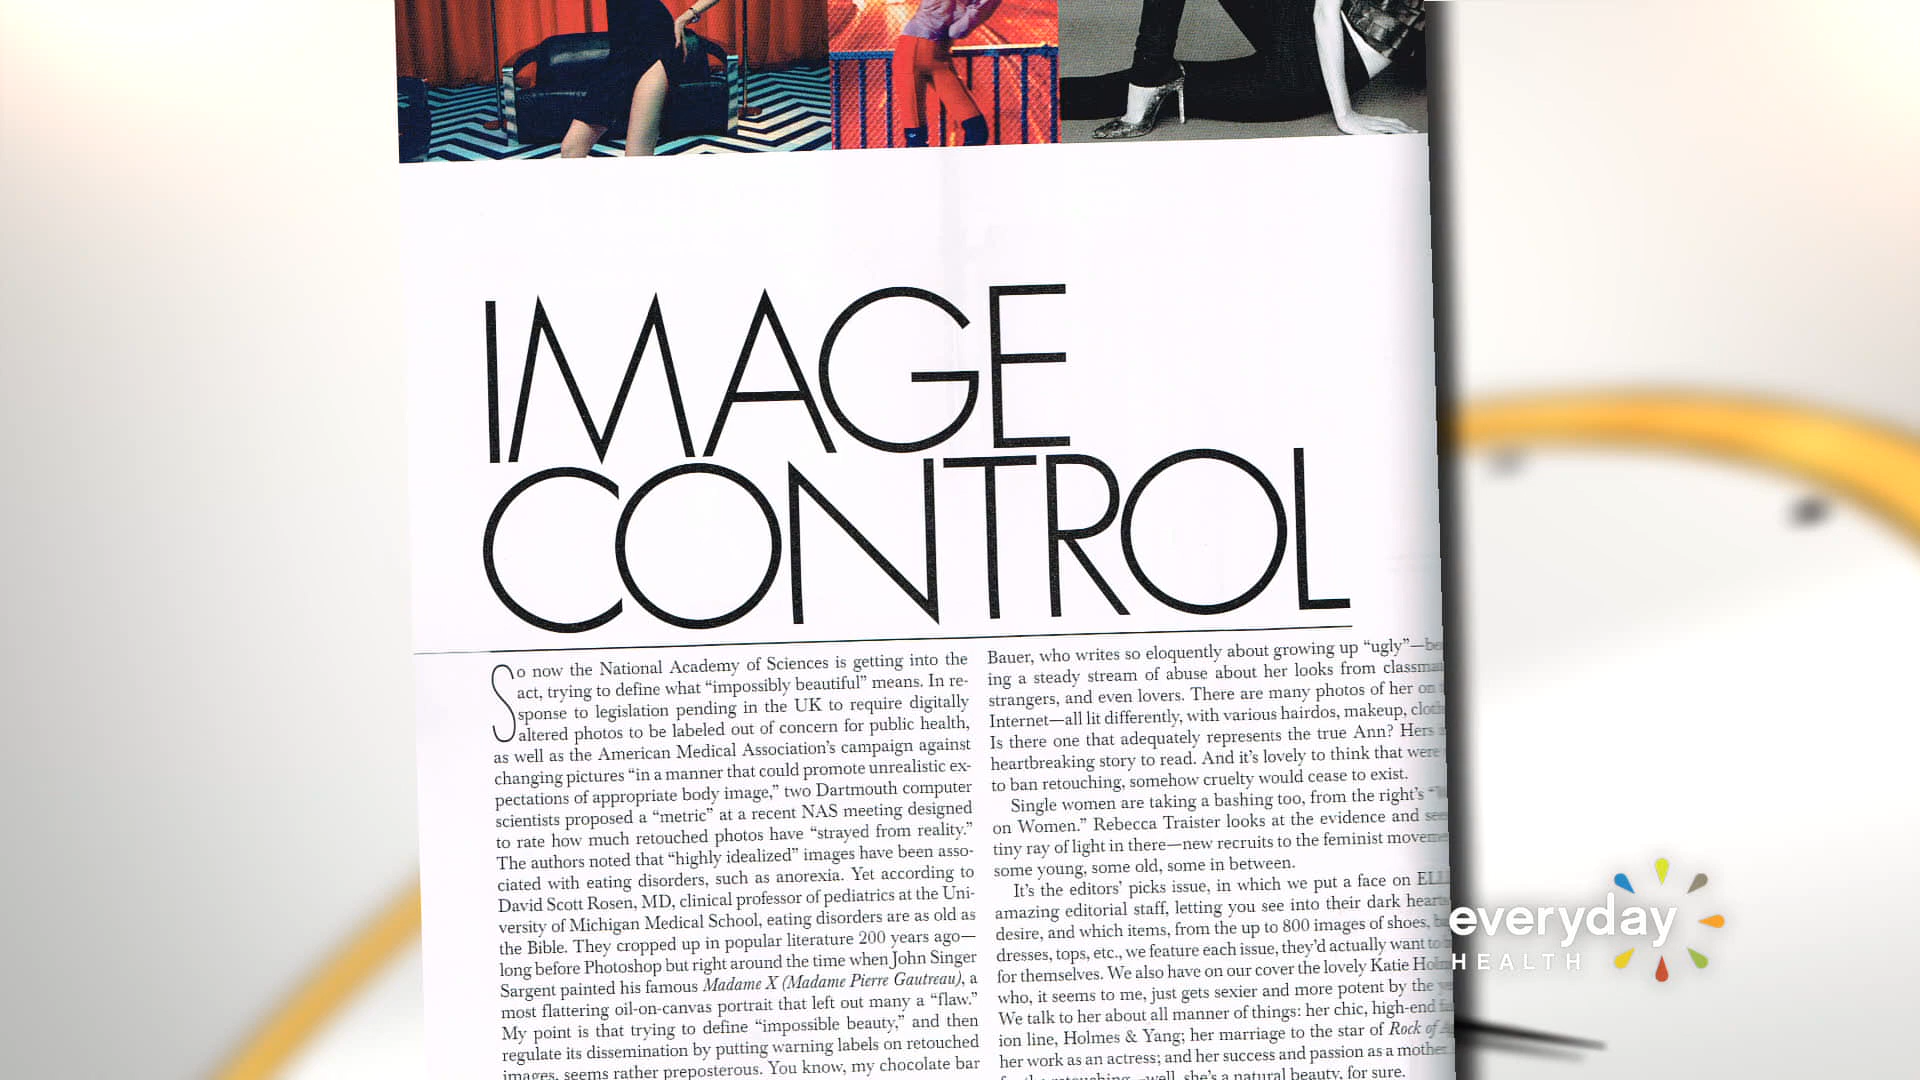 IMAGE
CONTROL
So now the National Academy of Sciences is getting into the
act, trying to define what “impossibly beautiful” means. In re-
sponse to legislation pending in the UK to require digitally
altered photos to be labeled out of concern for public health,
as well as the American Medical Association’s campaign against
changing pictures “in a manner that could promote unrealistic ex-
pectations of appropriate body image,” two Dartmouth computer
scientists proposed a “metric” at a recent NAS meeting designed
to rate how much retouched photos have “strayed from reality.”
The authors noted that “highly idealized” images have been asso-
ciated with eating disorders, such as anorexia. Yet according to
David Scott Rosen, MD, clinical professor of pediatrics at the Uni-
versity of Michigan Medical School, eating disorders are as old as
the Bible. They cropped up in popular literature 200 years ago—
long before Photoshop but right around the time when John Singer
Sargent painted his famous Madame X (Madame Pierre Gautreau), a
most flattering oil-on-canvas portrait that left out many a “flaw.”
My point is that trying to define “impossible beauty,” and then
regulate its dissemination by putting warning labels on retouched
images, seems rather preposterous. You know, my chocolate bar
Bauer, who writes so eloquently about growing up “ugly”—be
ing a steady stream of abuse about her looks from classma
strangers, and even lovers. There are many photos of her on
Internet—all lit differently, with various hairdos, makeup, cloth
Is there one that adequately represents the true Ann? Hers
heartbreaking story to read. And it’s lovely to think that were
to ban retouching, somehow cruelty would cease to exist.
Single women are taking a bashing too, from the right’s
on Women.” Rebecca Traister looks at the evidence and see
tiny ray of light in there—new recruits to the feminist moveme
some young, some old, some in between.
It’s the editors’ picks issue, in which we put a face on ELL
amazing editorial staff, letting you see into their dark hearts
desire, and which items, from the up to 800 images of shoes,
dresses, tops, etc., we feature each issue, they’d actually want to
for themselves. We also have on our cover the lovely Katie Holm
who, it seems to me, just gets sexier and more potent by the
We talk to her about all manner of things: her chic, high-end
ion line, Holmes & Yang; her marriage to the star of Rock of
her work as an actress; and her success and passion as a mother
retouching—well, she’s a natural beauty, for sure.
everyday
HEALTH